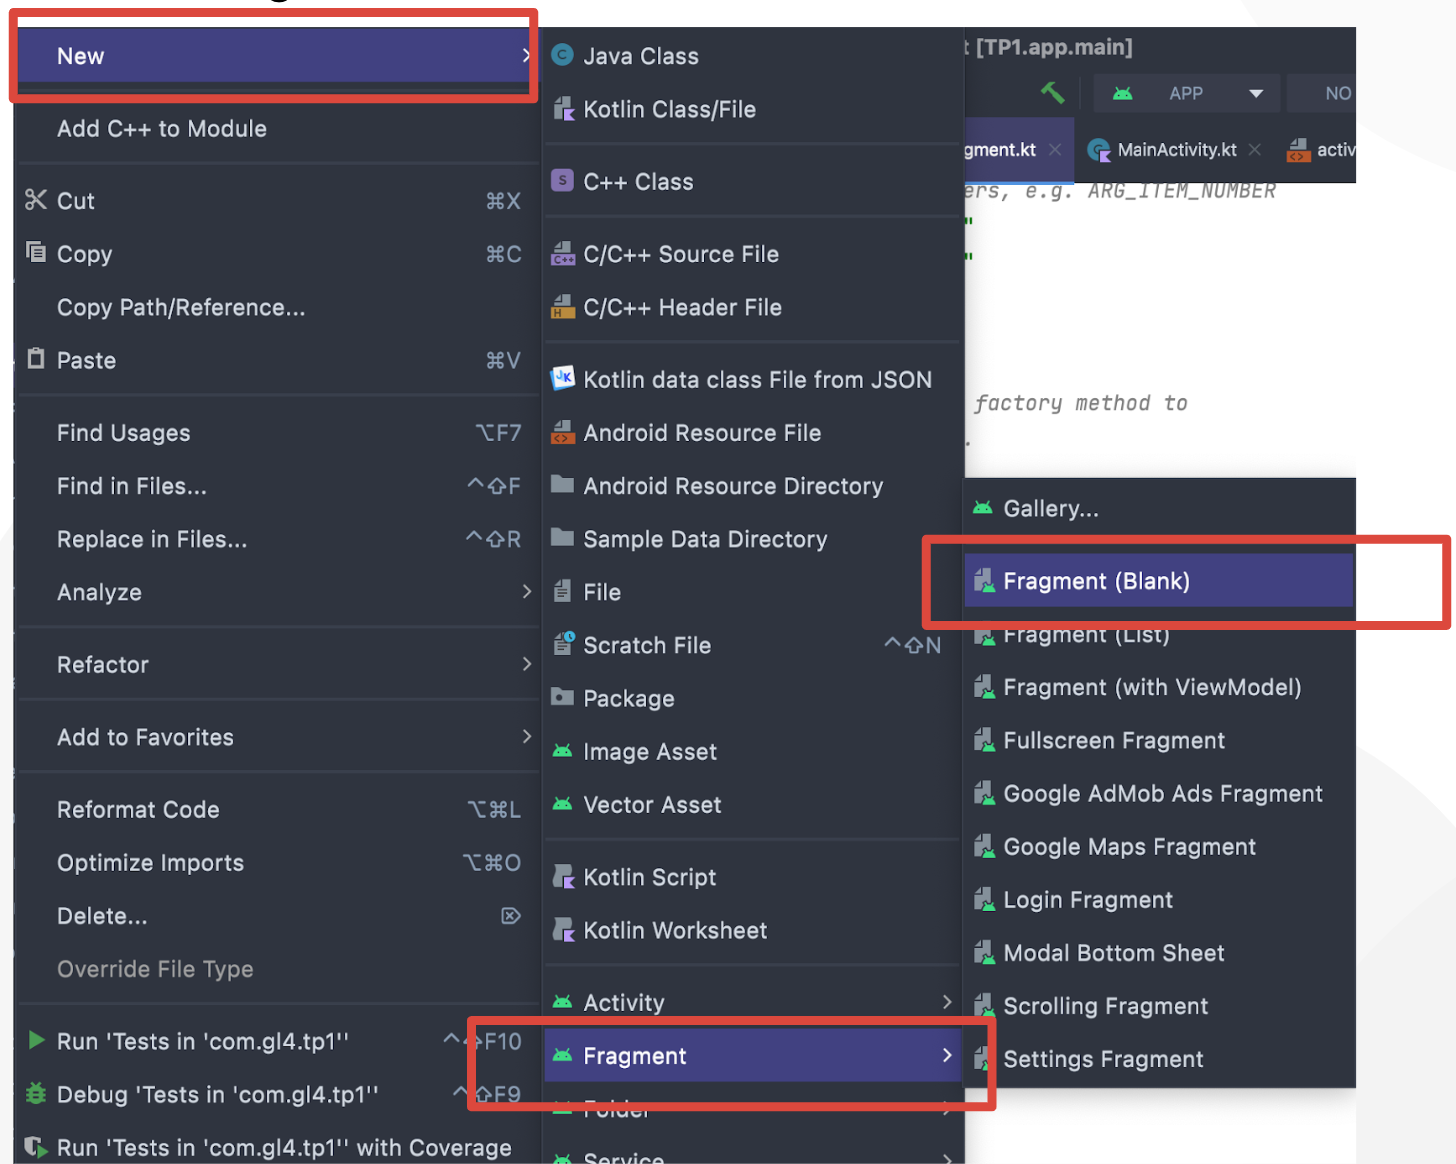 New
Add C++ to Module
Cut ⌘X
Copy ⌘C
Copy Path/Reference...
Paste ⌘V
Find Usages ⌥F7
Find in Files... ^⇧F
Replace in Files... ^⇧R
Analyze
Refactor
Add to Favorites
Reformat Code ⌥⌘L
Optimize Imports ⌥⌘O
Delete...
Override File Type
Run 'Tests in 'com.gl4.tp1'' ^⇧F10
Debug 'Tests in 'com.gl4.tp1'' ^⇧F9
Run 'Tests in 'com.gl4.tp1'' with Coverage
Java Class
Kotlin Class/File
C++ Class
C/C++ Source File
C/C++ Header File
Kotlin data class File from JSON
Android Resource File
Android Resource Directory
Sample Data Directory
File
Scratch File ^⇧N
Package
Image Asset
Vector Asset
Kotlin Script
Kotlin Worksheet
Activity
Fragment
Folder
Service
t [TP1.app.main]
APP NO
gment.kt MainActivity.kt activ
ers, e.g. ARG_ITEM_NUMBER
"
"
factory method to
.
Gallery...
Fragment (Blank)
Fragment (List)
Fragment (with ViewModel)
Fullscreen Fragment
Google AdMob Ads Fragment
Google Maps Fragment
Login Fragment
Modal Bottom Sheet
Scrolling Fragment
Settings Fragment